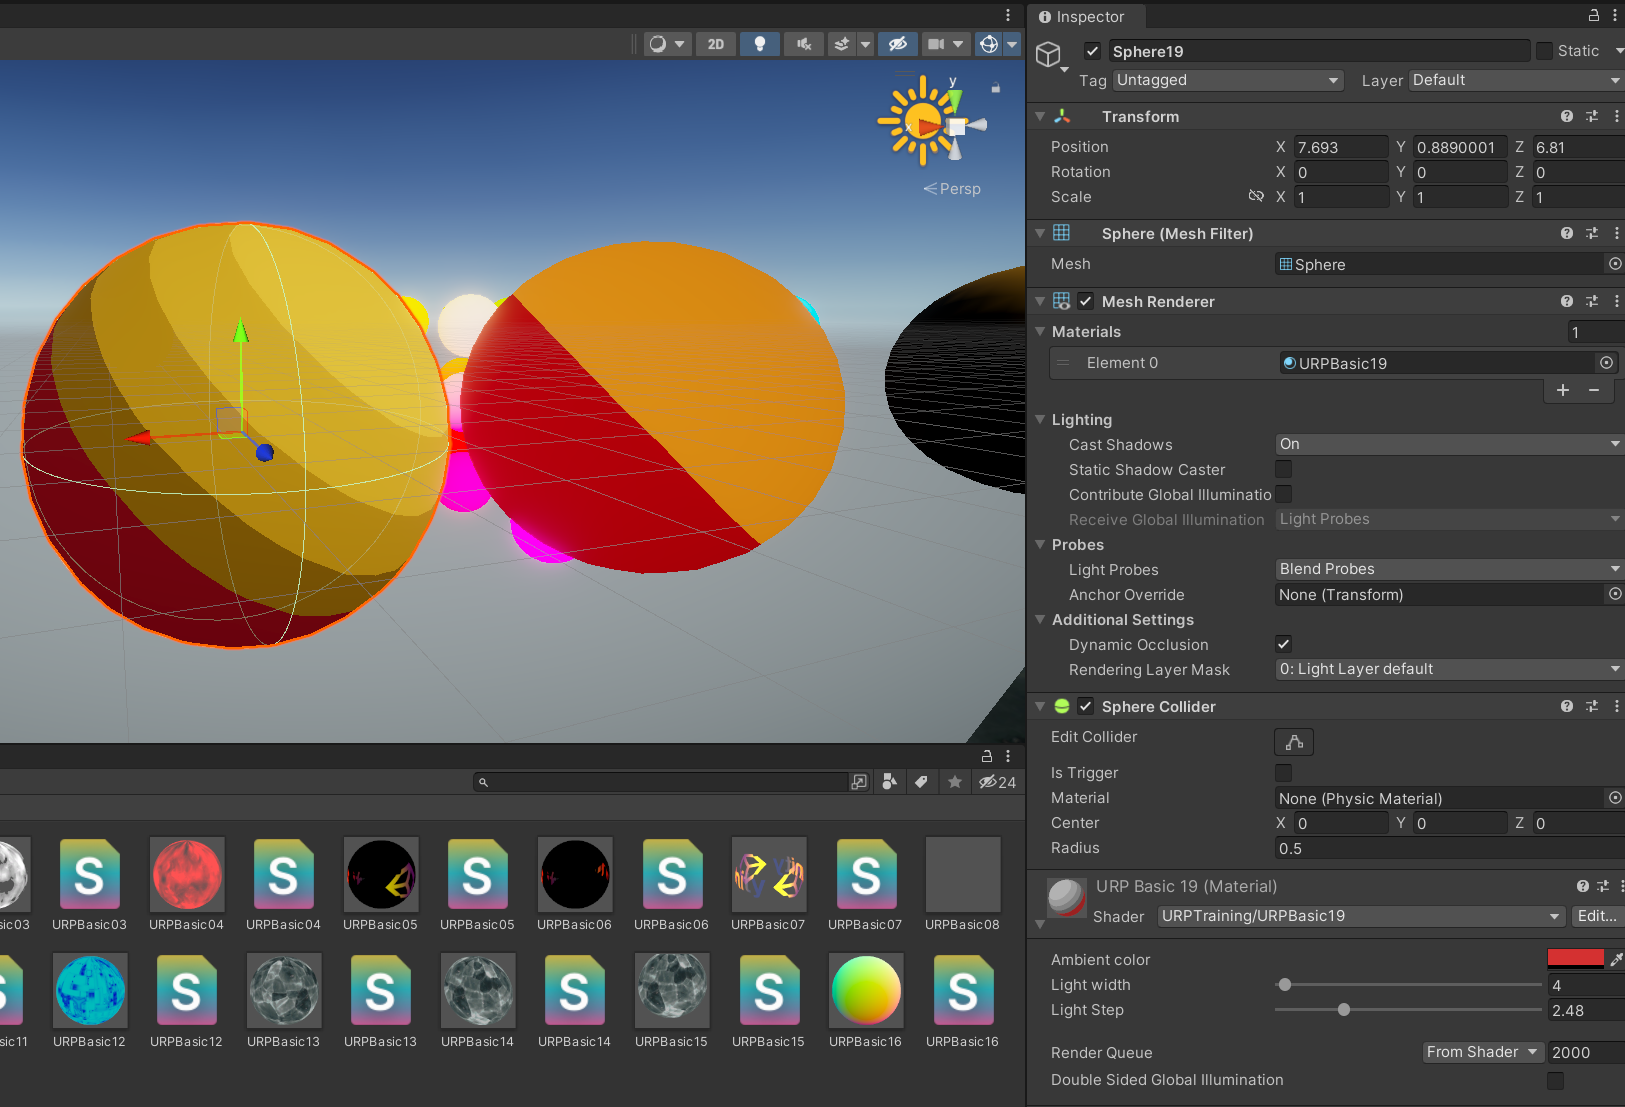 Inspector
Sphere19
Static
Tag Untagged
Layer Default
2D
Transform
Position X 7.693 Y 0.8890001 Z 6.81
Rotation X 0 Y 0 Z 0
Scale X 1 Y 1 Z 1
y
x
Persp
Sphere (Mesh Filter)
Mesh Sphere
Mesh Renderer
Materials 1
Element 0 URPBasic19
+ −
Lighting
Cast Shadows On
Static Shadow Caster
Contribute Global Illuminatio
Receive Global Illumination Light Probes
Probes
Light Probes Blend Probes
Anchor Override None (Transform)
Additional Settings
Dynamic Occlusion
Rendering Layer Mask 0: Light Layer default
Sphere Collider
Edit Collider
Is Trigger
Material None (Physic Material)
Center X 0 Y 0 Z 0
Radius 0.5
URP Basic 19 (Material)
Shader URPTraining/URPBasic19 Edit...
Ambient color
Light width 4
Light Step 2.48
Render Queue From Shader 2000
Double Sided Global Illumination
24
S S S S S
sic03 URPBasic03 URPBasic04 URPBasic04 URPBasic05 URPBasic05 URPBasic06 URPBasic06 URPBasic07 URPBasic07 URPBasic08
S S S S S S
sic11 URPBasic12 URPBasic12 URPBasic13 URPBasic13 URPBasic14 URPBasic14 URPBasic15 URPBasic15 URPBasic16 URPBasic16